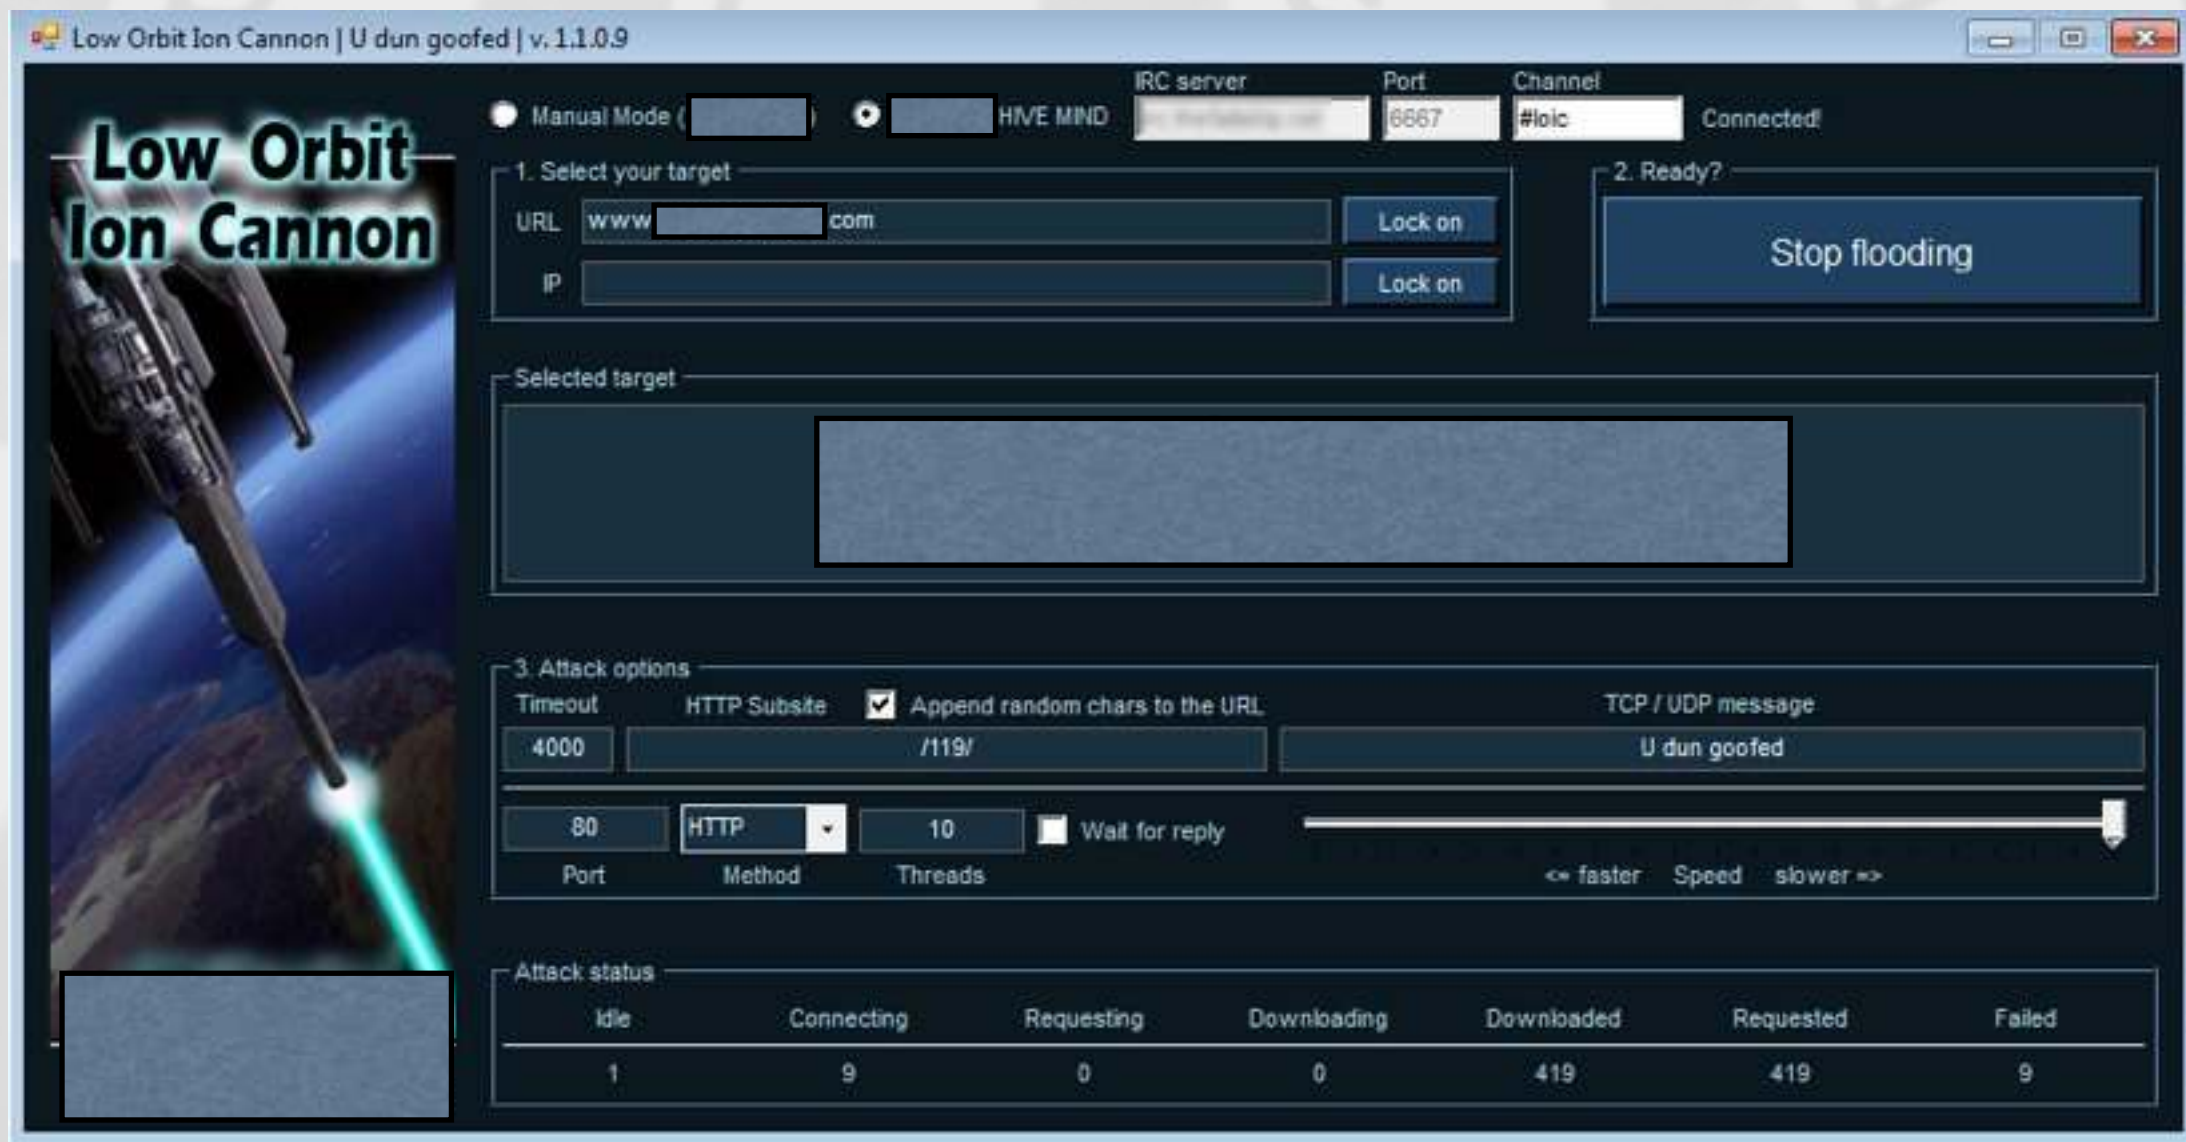 Low Orbit Ion Cannon | U dun goofed | v. 1.1.0.9
Low Orbit
Ion Cannon
IRC server Port Channel
Manual Mode ( ) HIVE MIND 6667 #loic Connected!
1. Select your target
URL www com Lock on
IP Lock on
2. Ready?
Stop flooding
Selected target
3. Attack options
Timeout HTTP Subsite Append random chars to the URL TCP / UDP message
4000 /119/ U dun goofed
80 HTTP 10 Wait for reply
Port Method Threads <= faster Speed slower =>
Attack status
Idle Connecting Requesting Downloading Downloaded Requested Failed
1 9 0 0 419 419 9